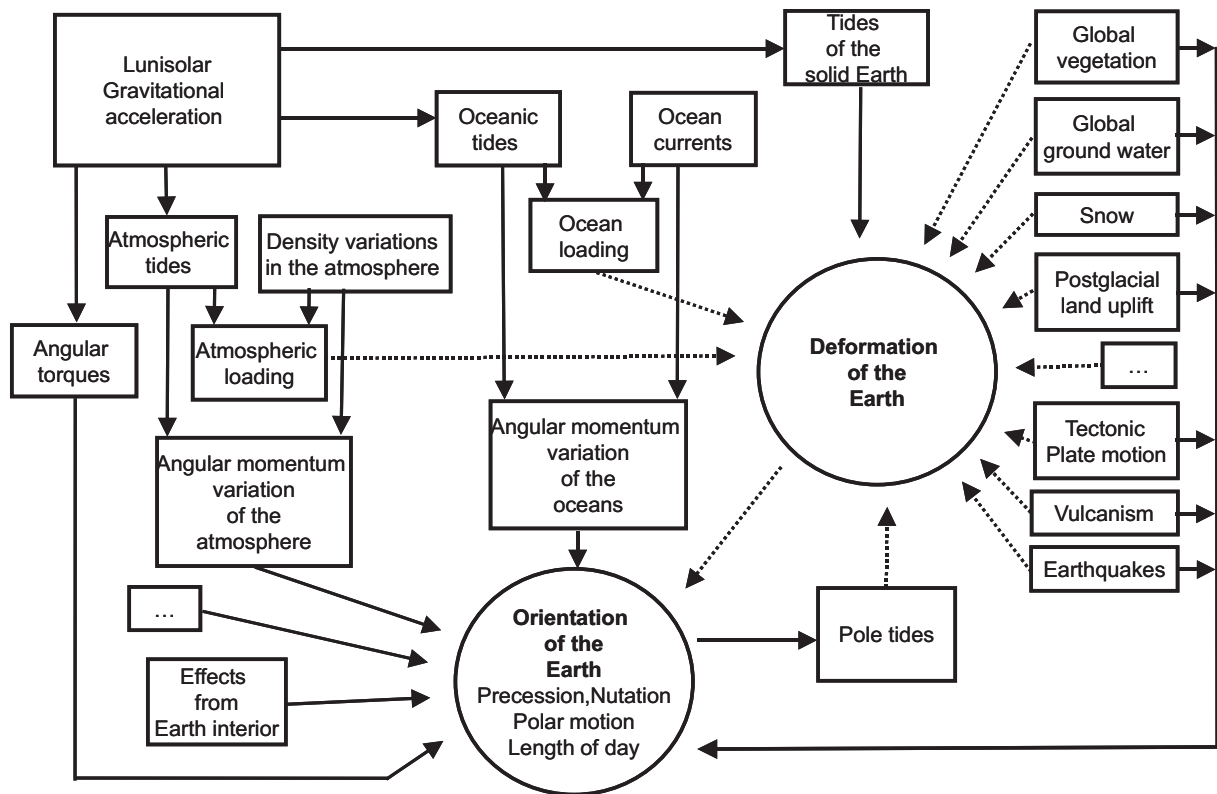 Lunisolar
Gravitational
acceleration
Tides
of the
solid Earth
Global
vegetation
Oceanic
tides
Ocean
currents
Global
ground water
Snow
Atmospheric
tides
Density variations
in the atmosphere
Ocean
loading
Postglacial
land uplift
Angular
torques
Atmospheric
loading
Deformation
of the
Earth
...
Tectonic
Plate motion
Angular momentum
variation
of the
atmosphere
Angular momentum
variation
of the
oceans
Vulcanism
Earthquakes
...
Orientation
of the
Earth
Precession,Nutation
Polar motion
Length of day
Pole tides
Effects
from
Earth interior